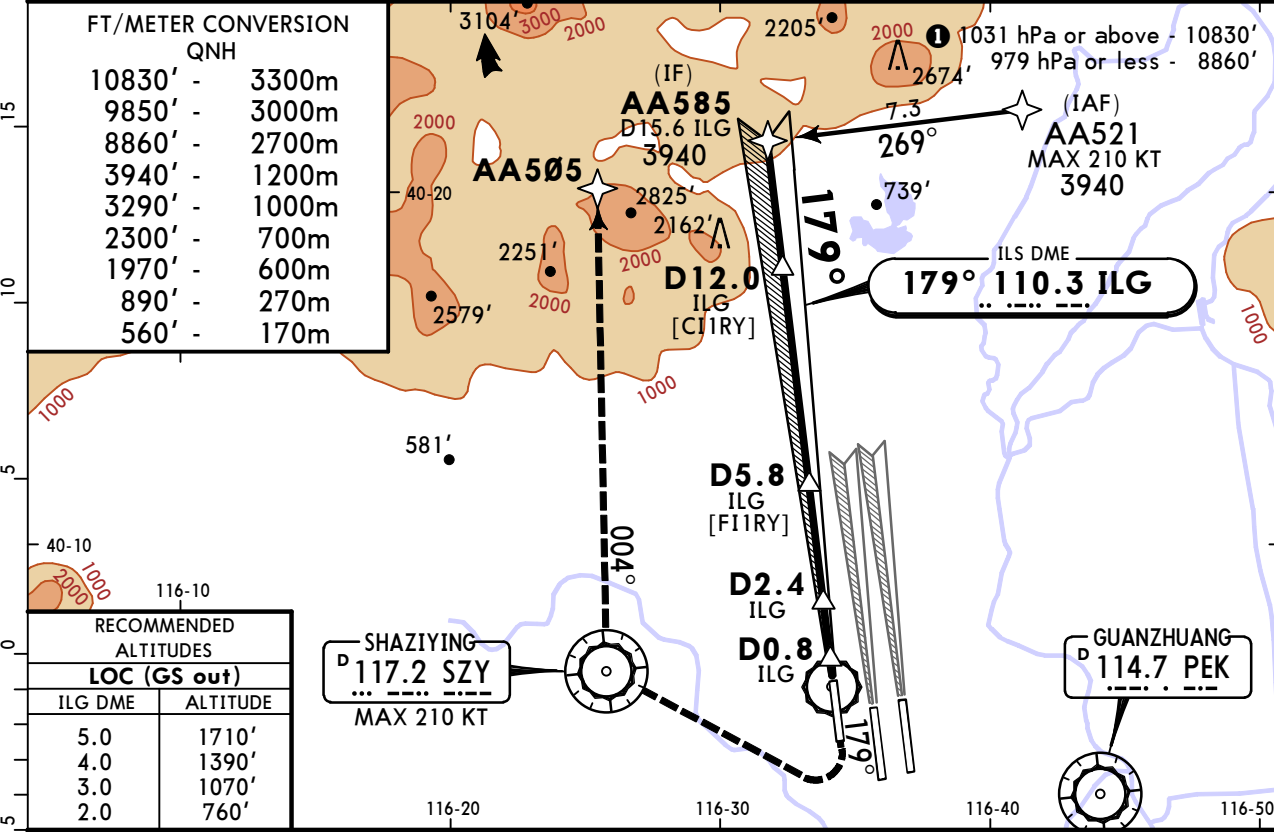 FT/METER CONVERSION
QNH
10830' - 3300m
9850' - 3000m
8860' - 2700m
3940' - 1200m
3290' - 1000m
2300' - 700m
1970' - 600m
890' - 270m
560' - 170m
3104'
3000
2000
2205'
2000
2674'
1 1031 hPa or above - 10830'
979 hPa or less - 8860'
(IF)
AA585
D15.6 ILG
3940
7.3
269°
(IAF)
AA521
MAX 210 KT
3940
15
2000
AA5Ø5
40-20
2825'
2162'
2000
739'
179°
2251'
2000
2579'
D12.0
ILG
[CI1RY]
ILS DME
179° 110.3 ILG
10
1000
1000
1000
581'
5
D5.8
ILG
[FI1RY]
004°
40-10
2000
1000
116-10
D2.4
ILG
0
D0.8
ILG
RECOMMENDED
ALTITUDES
LOC (GS out)
ILG DME ALTITUDE
5.0 1710'
4.0 1390'
3.0 1070'
2.0 760'
SHAZIYING
D 117.2 SZY
MAX 210 KT
179°
GUANZHUANG
D 114.7 PEK
5
116-20
116-30
116-40
116-50